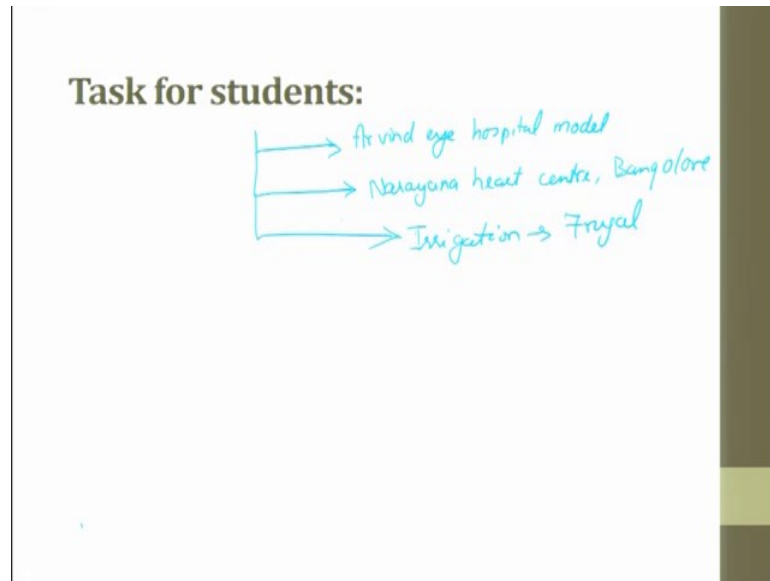 Task for students:
Arvind eye hospital model
Narayana heart centre, Bangolore
Irrigation → Frugal